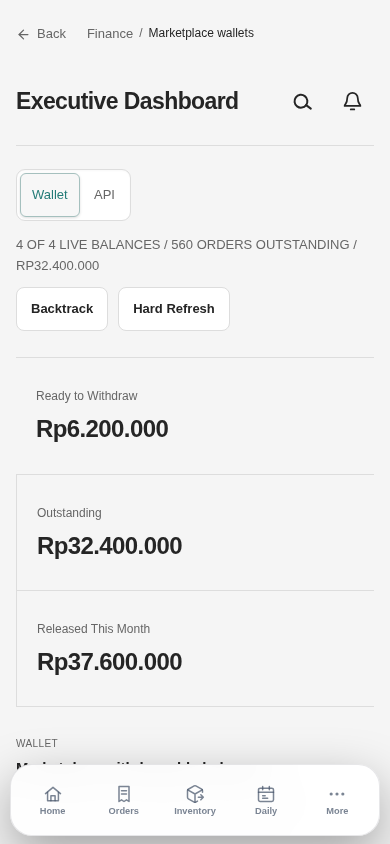 Back Finance / Marketplace wallets
Executive Dashboard
Wallet API
4 OF 4 LIVE BALANCES / 560 ORDERS OUTSTANDING /
RP32.400.000
Backtrack Hard Refresh
Ready to Withdraw
Rp6.200.000
Outstanding
Rp32.400.000
Released This Month
Rp37.600.000
WALLET
Home Orders Inventory Daily More